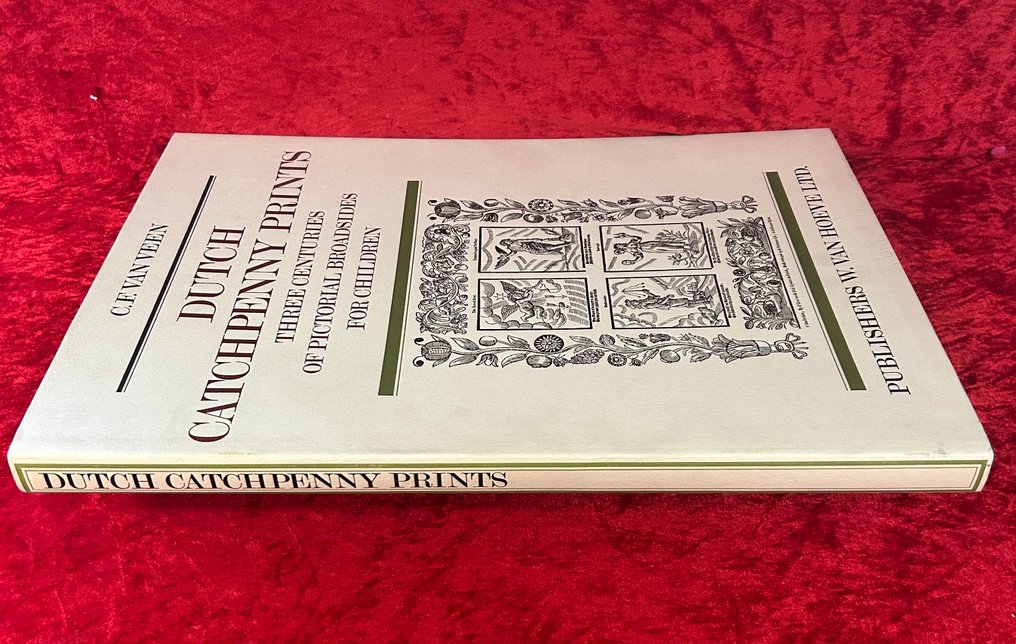 C.F. VAN VEEN
DUTCH
CATCHPENNY PRINTS
THREE CENTURIES
OF PICTORIAL BROADSIDES
FOR CHILDREN
PUBLISHERS W. VAN HOEVE LTD.
DUTCH CATCHPENNY PRINTS